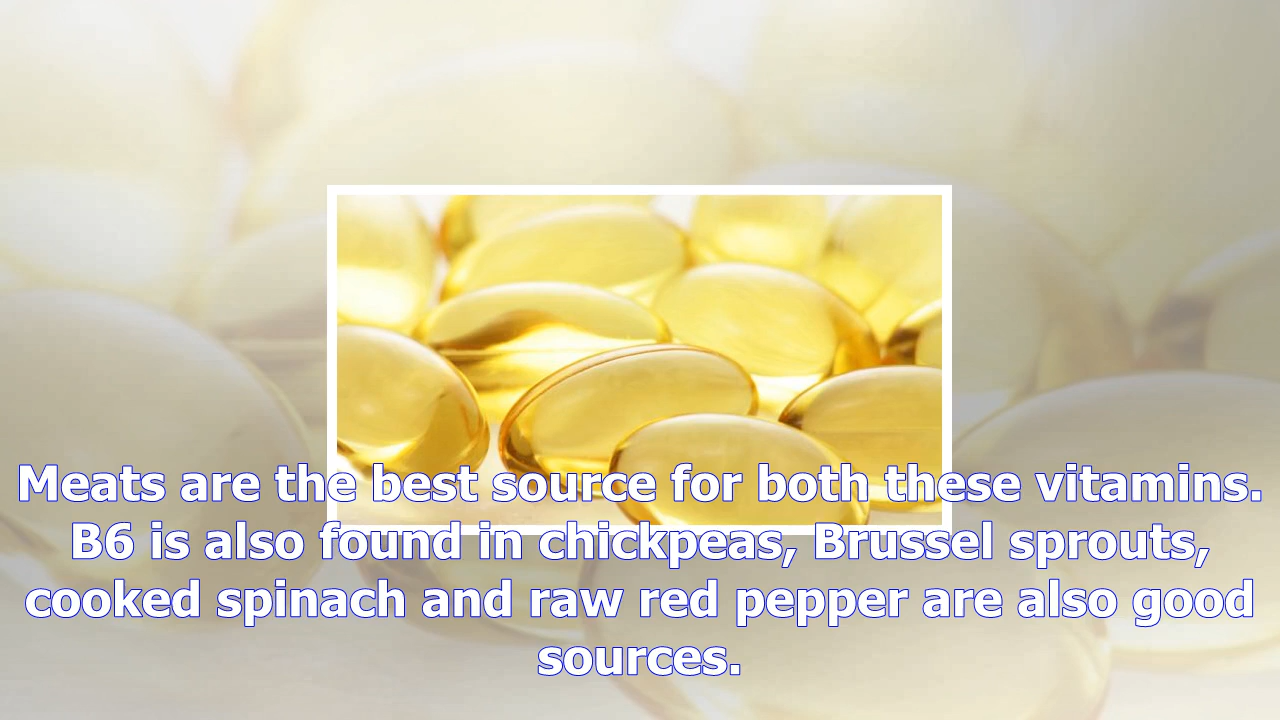 Meats are the best source for both these vitamins.
B6 is also found in chickpeas, Brussel sprouts,
cooked spinach and raw red pepper are also good
sources.